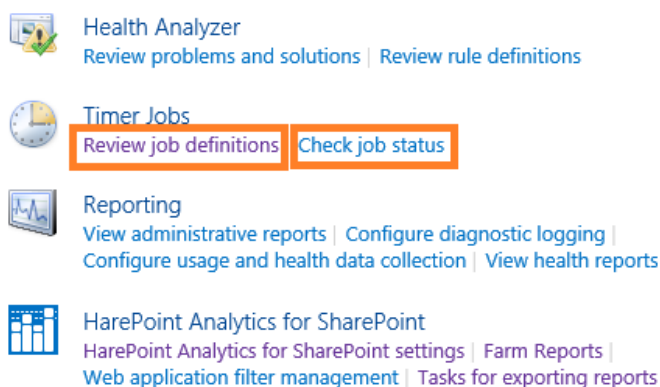 Health Analyzer
Review problems and solutions | Review rule definitions
Timer Jobs
Review job definitions Check job status
Reporting
View administrative reports | Configure diagnostic logging |
Configure usage and health data collection | View health reports
HarePoint Analytics for SharePoint
HarePoint Analytics for SharePoint settings | Farm Reports |
Web application filter management | Tasks for exporting reports